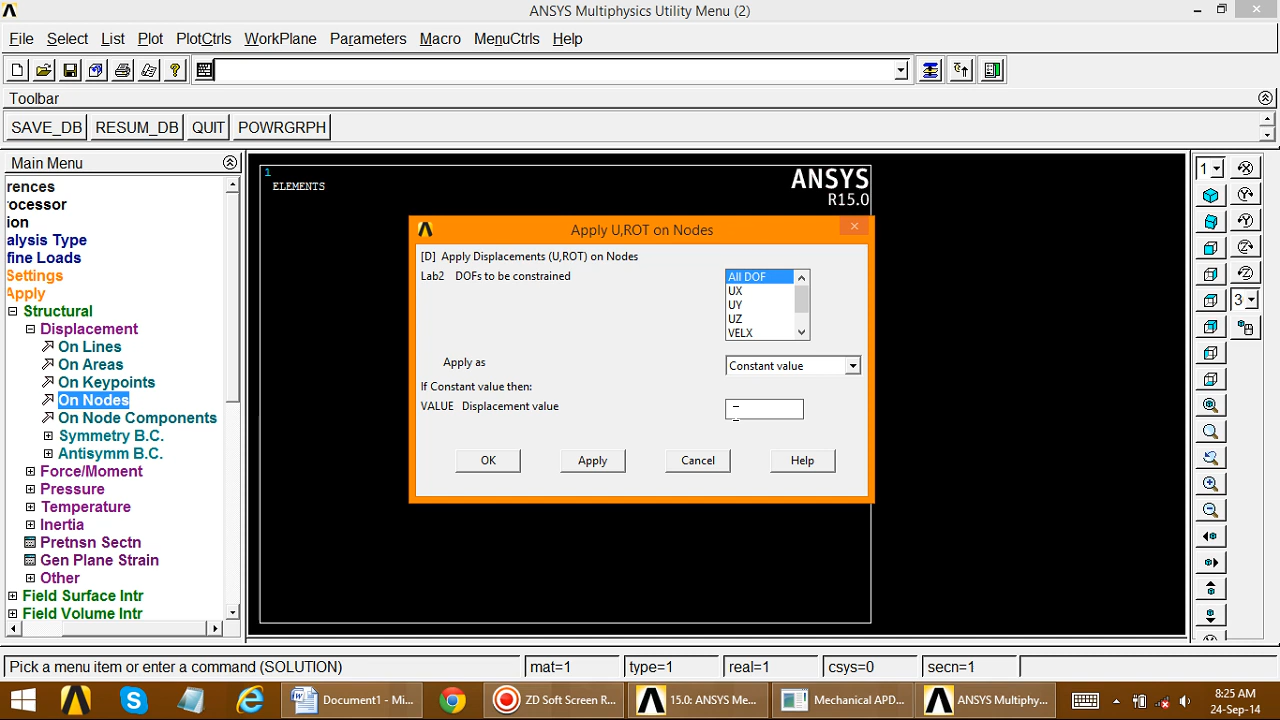 ANSYS Multiphysics Utility Menu (2)
File Select List Plot PlotCtrls WorkPlane Parameters Macro MenuCtrls Help
Toolbar
SAVE_DB RESUM_DB QUIT POWRGRPH
Main Menu
rences
rocessor
ion
alysis Type
fine Loads
Settings
Apply
Structural
Displacement
On Lines
On Areas
On Keypoints
On Nodes
On Node Components
Symmetry B.C.
Antisymm B.C.
Force/Moment
Pressure
Temperature
Inertia
Pretnsn Sectn
Gen Plane Strain
Other
Field Surface Intr
Field Volume Intr
1
ELEMENTS
ANSYS
R15.0
Apply U,ROT on Nodes
[D] Apply Displacements (U,ROT) on Nodes
Lab2 DOFs to be constrained
All DOF
UX
UY
UZ
VELX
Apply as
Constant value
If Constant value then:
VALUE Displacement value
OK Apply Cancel Help
1
3
Pick a menu item or enter a command (SOLUTION) mat=1 type=1 real=1 csys=0 secn=1
Document1 - Mi... ZD Soft Screen R... 15.0: ANSYS Me... Mechanical APD... ANSYS Multiphy...
8:25 AM
24-Sep-14